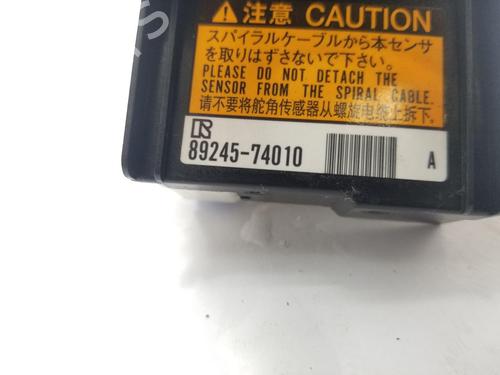 注意 CAUTION
スパイラルケーブルから本センサ
を取りはずさないで下さい。
PLEASE DO NOT DETACH THE
SENSOR FROM THE SPIRAL CABLE.
请不要将舵角传感器从螺旋电缆上拆下.
89245-74010 A